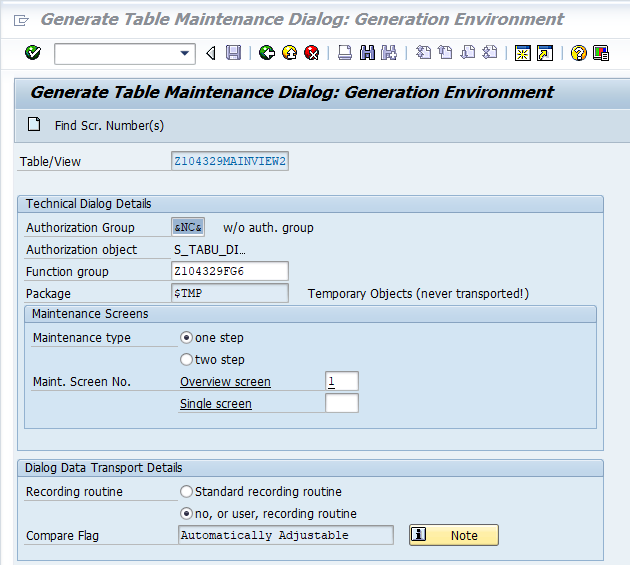 Generate Table Maintenance Dialog: Generation Environment
Generate Table Maintenance Dialog: Generation Environment
Find Scr. Number(s)
Table/View Z104329MAINVIEW2
Technical Dialog Details
Authorization Group &NC& w/o auth. group
Authorization object S_TABU_DI…
Function group Z104329FG6
Package $TMP Temporary Objects (never transported!)
Maintenance Screens
Maintenance type one step
two step
Maint. Screen No. Overview screen 1
Single screen
Dialog Data Transport Details
Recording routine Standard recording routine
no, or user, recording routine
Compare Flag Automatically Adjustable Note